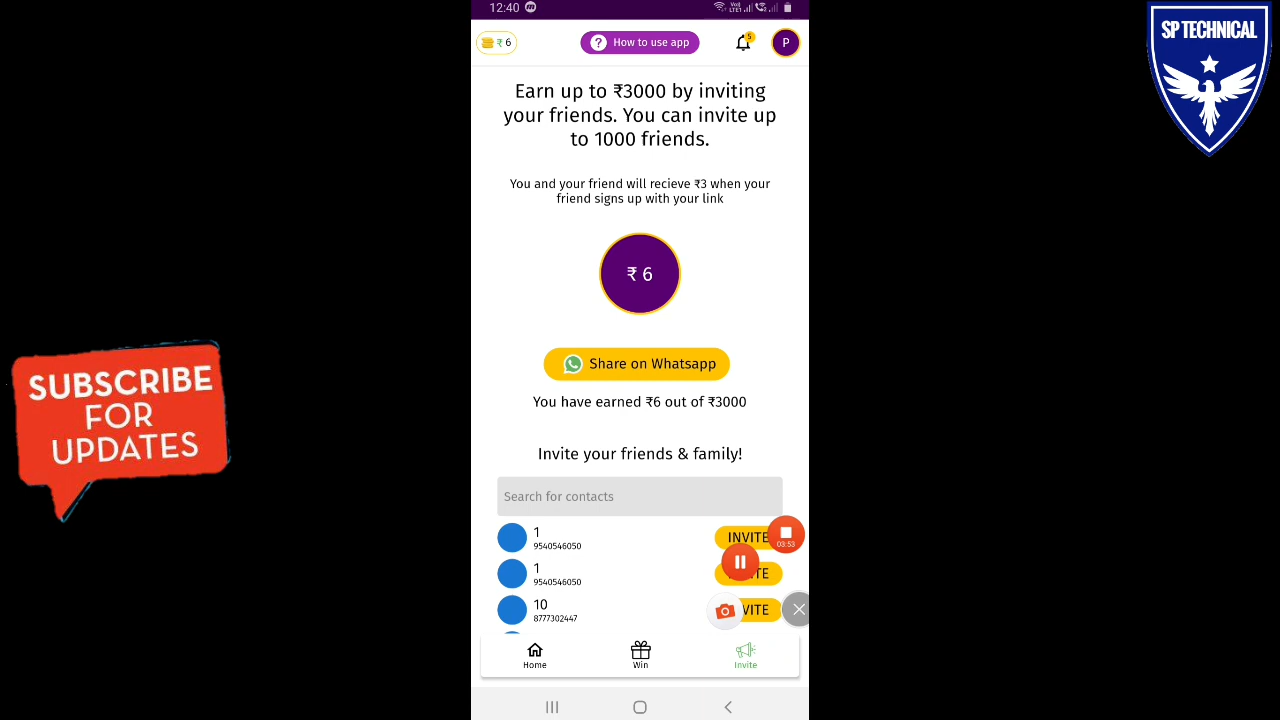 12:40
SP TECHNICAL
₹ 6
? How to use app
5
P
Earn up to ₹3000 by inviting
your friends. You can invite up
to 1000 friends.
You and your friend will recieve ₹3 when your
friend signs up with your link
₹ 6
Share on Whatsapp
You have earned ₹6 out of ₹3000
SUBSCRIBE
FOR
UPDATES
Invite your friends & family!
Search for contacts
1
9540546050
INVITE
03:53
1
9540546050
10
8777302447
Home
Win
Invite